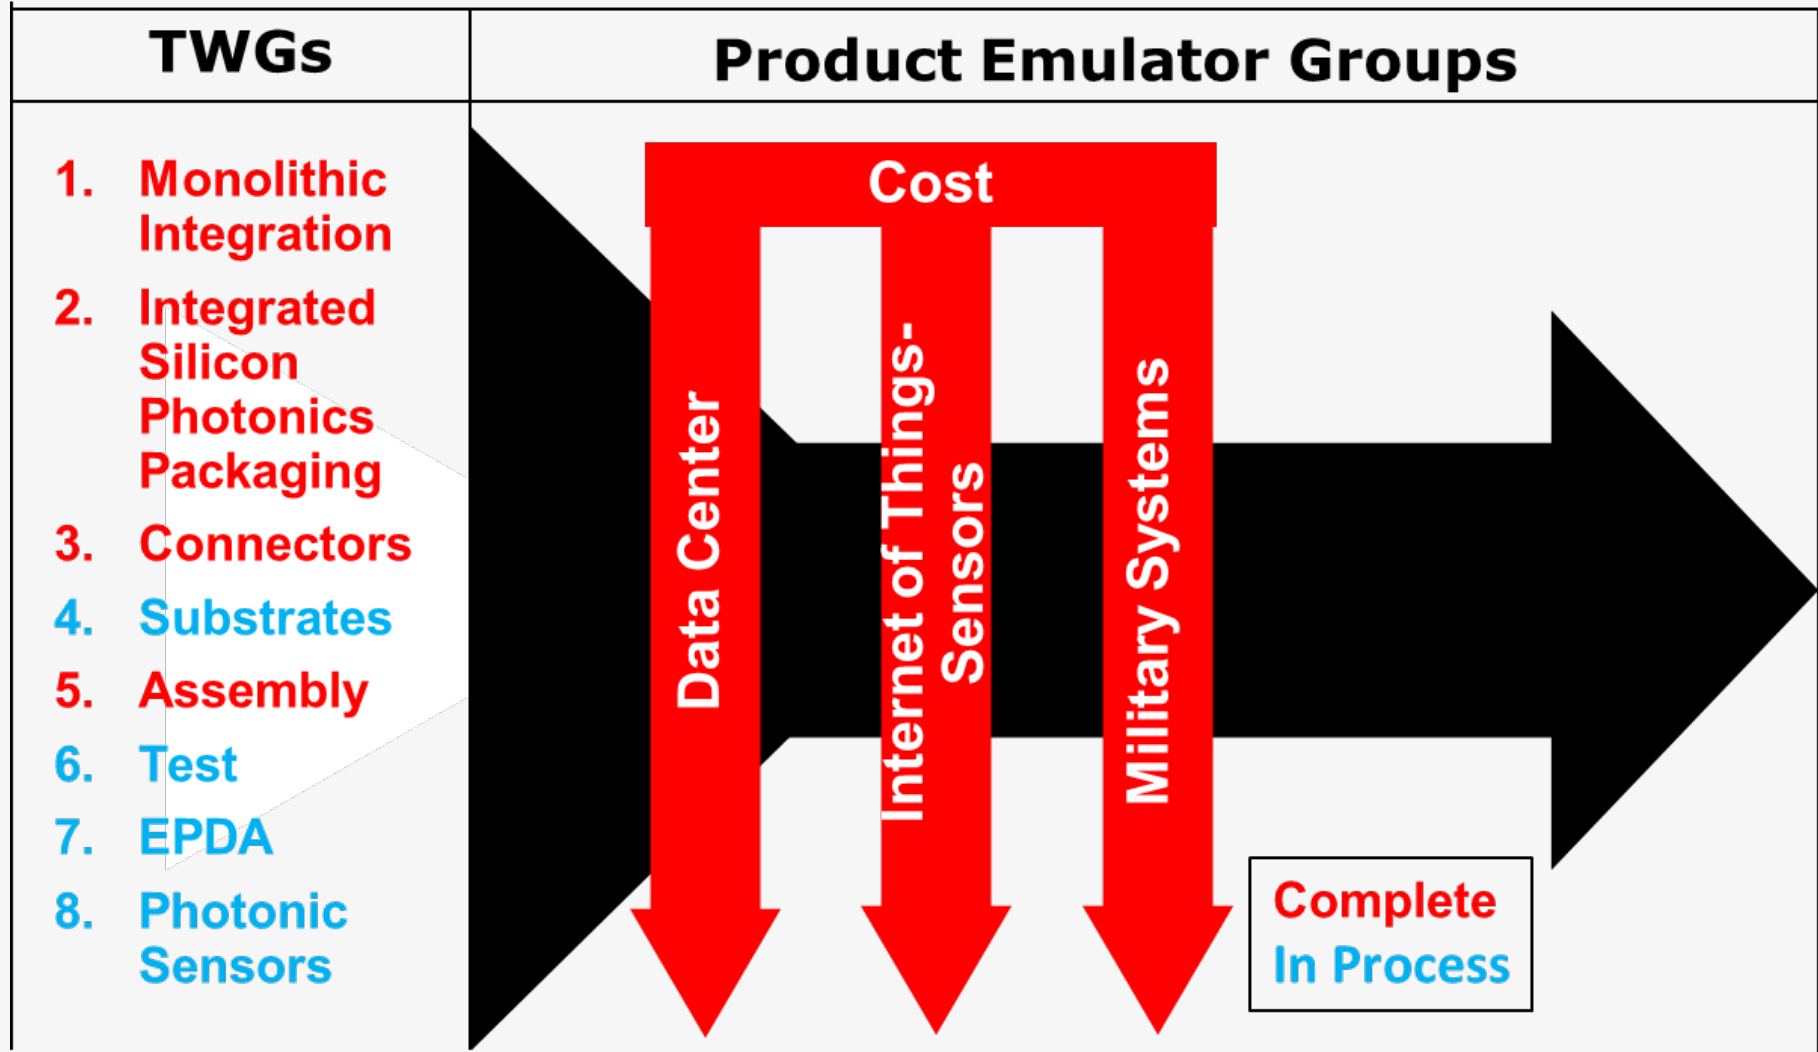 TWGs
Product Emulator Groups
1. Monolithic
Integration
2. Integrated
Silicon
Photonics
Packaging
3. Connectors
4. Substrates
5. Assembly
6. Test
7. EPDA
8. Photonic
Sensors
Cost
Data Center
Internet of Things-
Sensors
Military Systems
Complete
In Process